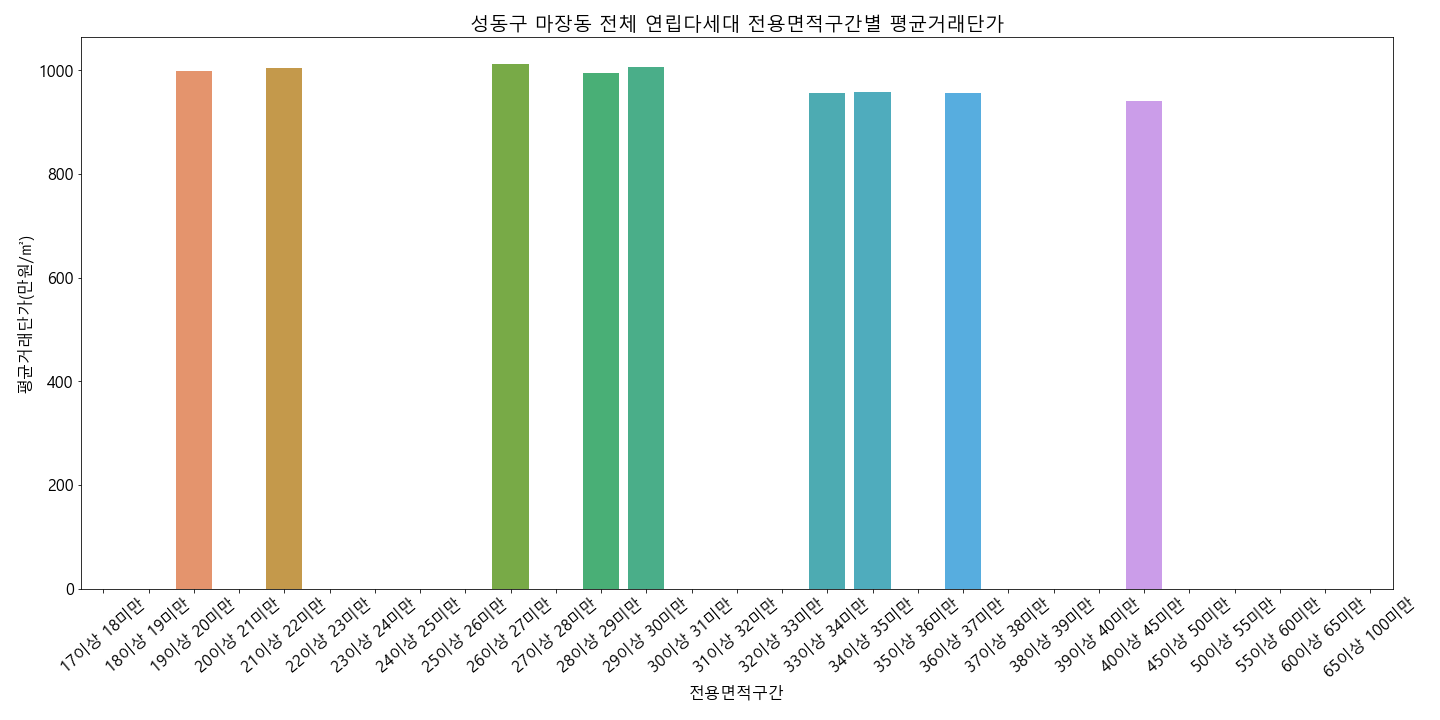 성동구 마장동 전체 연립다세대 전용면적구간별 평균거래단가
평균거래단가(만원/㎡)
1000
800
600
400
200
0
17이상 18미만
18이상 19미만
19이상 20미만
20이상 21미만
21이상 22미만
22이상 23미만
23이상 24미만
24이상 25미만
25이상 26미만
26이상 27미만
27이상 28미만
28이상 29미만
29이상 30미만
30이상 31미만
31이상 32미만
32이상 33미만
33이상 34미만
34이상 35미만
35이상 36미만
36이상 37미만
37이상 38미만
38이상 39미만
39이상 40미만
40이상 45미만
45이상 50미만
50이상 55미만
55이상 60미만
60이상 65미만
65이상 100미만
전용면적구간